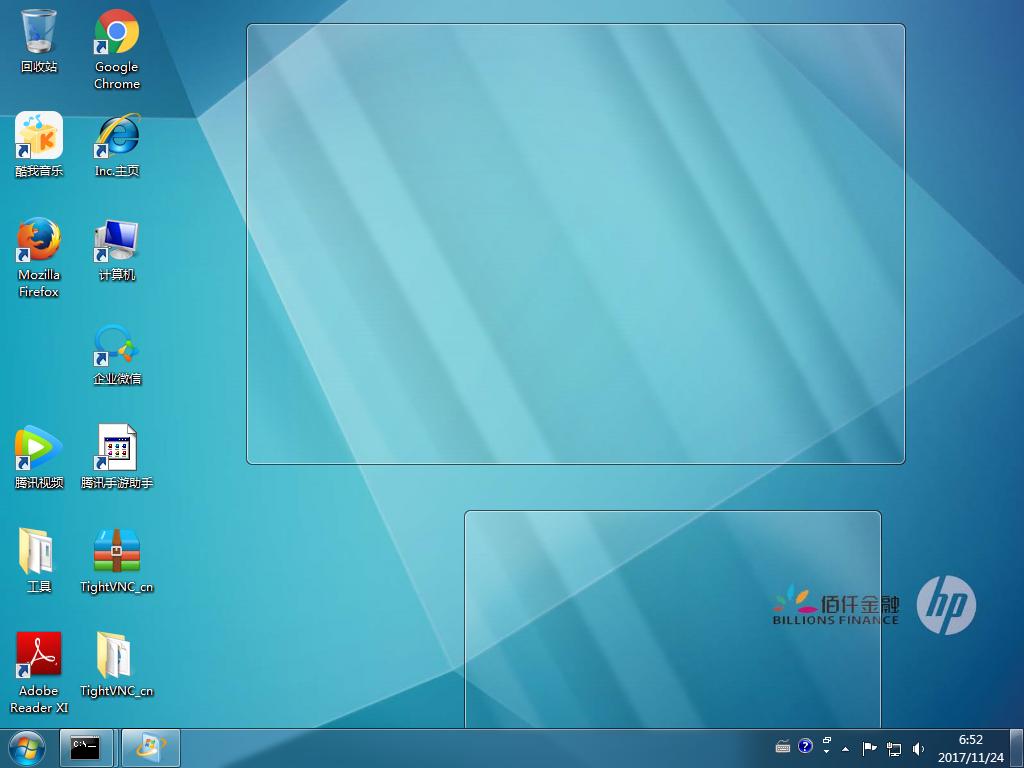 回收站
Google
Chrome
酷我音乐
Inc.主页
Mozilla
Firefox
计算机
企业微信
腾讯视频
腾讯手游助手
工具
TightVNC_cn
Adobe
Reader XI
TightVNC_cn
佰仟金融
BILLIONS FINANCE
hp
C:\
6:52
2017/11/24